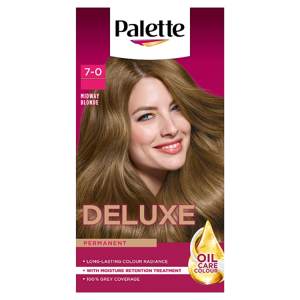 Palette
7-0
MIDWAY
BLONDE
DELUXE
PERMANENT
• LONG-LASTING COLOUR RADIANCE
• WITH MOISTURE RETENTION TREATMENT
• 100% GREY COVERAGE
OIL
CARE
COLOUR